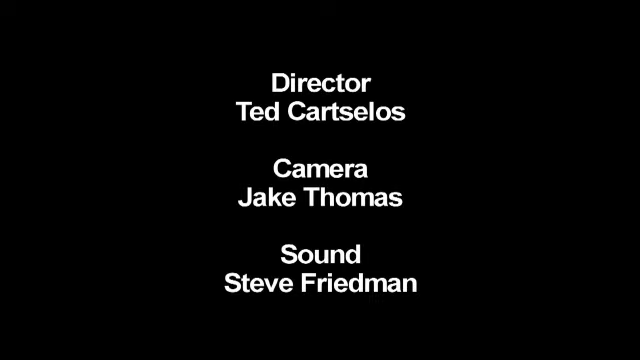 Director
Ted Cartselos
Camera
Jake Thomas
Sound
Steve Friedman